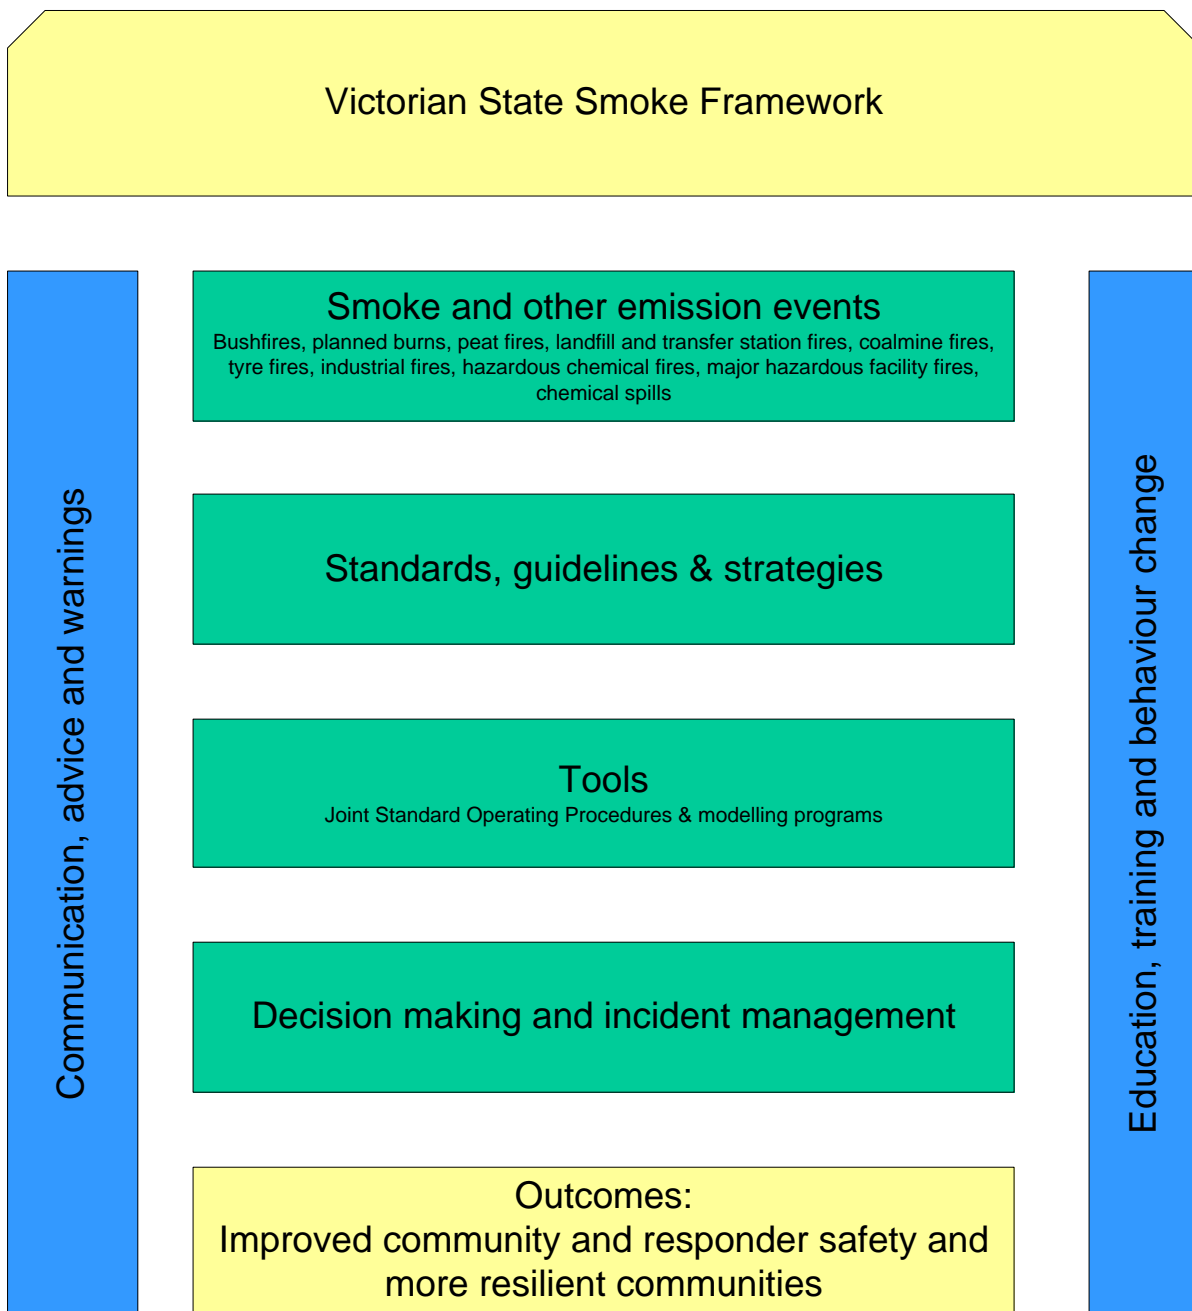 Victorian State Smoke Framework
Communication, advice and warnings
Smoke and other emission events
Bushfires, planned burns, peat fires, landfill and transfer station fires, coalmine fires,
tyre fires, industrial fires, hazardous chemical fires, major hazardous facility fires,
chemical spills
Standards, guidelines & strategies
Tools
Joint Standard Operating Procedures & modelling programs
Decision making and incident management
Outcomes:
Improved community and responder safety and
more resilient communities
Education, training and behaviour change